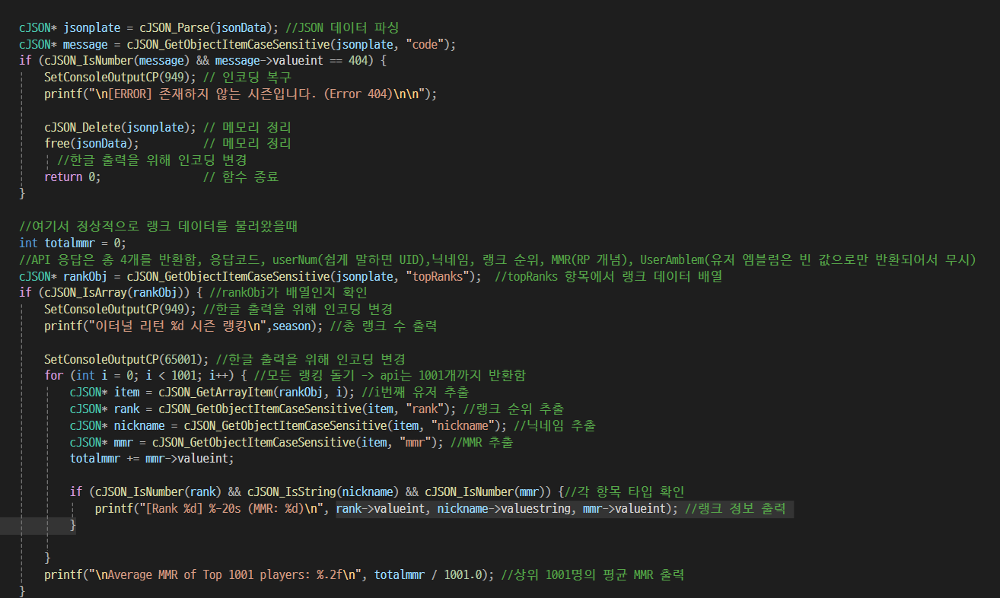 cJSON* jsonplate = cJSON_Parse(jsonData); //JSON 데이터 파싱
cJSON* message = cJSON_GetObjectItemCaseSensitive(jsonplate, "code");
if (cJSON_IsNumber(message) && message->valueint == 404) {
SetConsoleOutputCP(949); // 인코딩 복구
printf("\n[ERROR] 존재하지 않는 시즌입니다. (Error 404)\n\n");
cJSON_Delete(jsonplate); // 메모리 정리
free(jsonData); // 메모리 정리
//한글 출력을 위해 인코딩 변경
return 0; // 함수 종료
}
//여기서 정상적으로 랭크 데이터를 불러왔을때
int totalmmr = 0;
//API 응답은 총 4개를 반환함, 응답코드, userNum(쉽게 말하면 UID),닉네임, 랭크 순위, MMR(RP 개념), UserAmblem(유저 엠블럼은 빈 값으로만 반환되어서 무시)
cJSON* rankObj = cJSON_GetObjectItemCaseSensitive(jsonplate, "topRanks"); //topRanks 항목에서 랭크 데이터 배열
if (cJSON_IsArray(rankObj)) { //rankObj가 배열인지 확인
SetConsoleOutputCP(949); //한글 출력을 위해 인코딩 변경
printf("이터널 리턴 %d 시즌 랭킹\n",season); //총 랭크 수 출력
SetConsoleOutputCP(65001); //한글 출력을 위해 인코딩 변경
for (int i = 0; i < 1001; i++) { //모든 랭킹 돌기 -> api는 1001개까지 반환함
cJSON* item = cJSON_GetArrayItem(rankObj, i); //i번째 유저 추출
cJSON* rank = cJSON_GetObjectItemCaseSensitive(item, "rank"); //랭크 순위 추출
cJSON* nickname = cJSON_GetObjectItemCaseSensitive(item, "nickname"); //닉네임 추출
cJSON* mmr = cJSON_GetObjectItemCaseSensitive(item, "mmr"); //MMR 추출
totalmmr += mmr->valueint;
if (cJSON_IsNumber(rank) && cJSON_IsString(nickname) && cJSON_IsNumber(mmr)) {//각 항목 타입 확인
printf("[Rank %d] %-20s (MMR: %d)\n", rank->valueint, nickname->valuestring, mmr->valueint); //랭크 정보 출력
}
}
printf("\nAverage MMR of Top 1001 players: %.2f\n", totalmmr / 1001.0); //상위 1001명의 평균 MMR 출력
}